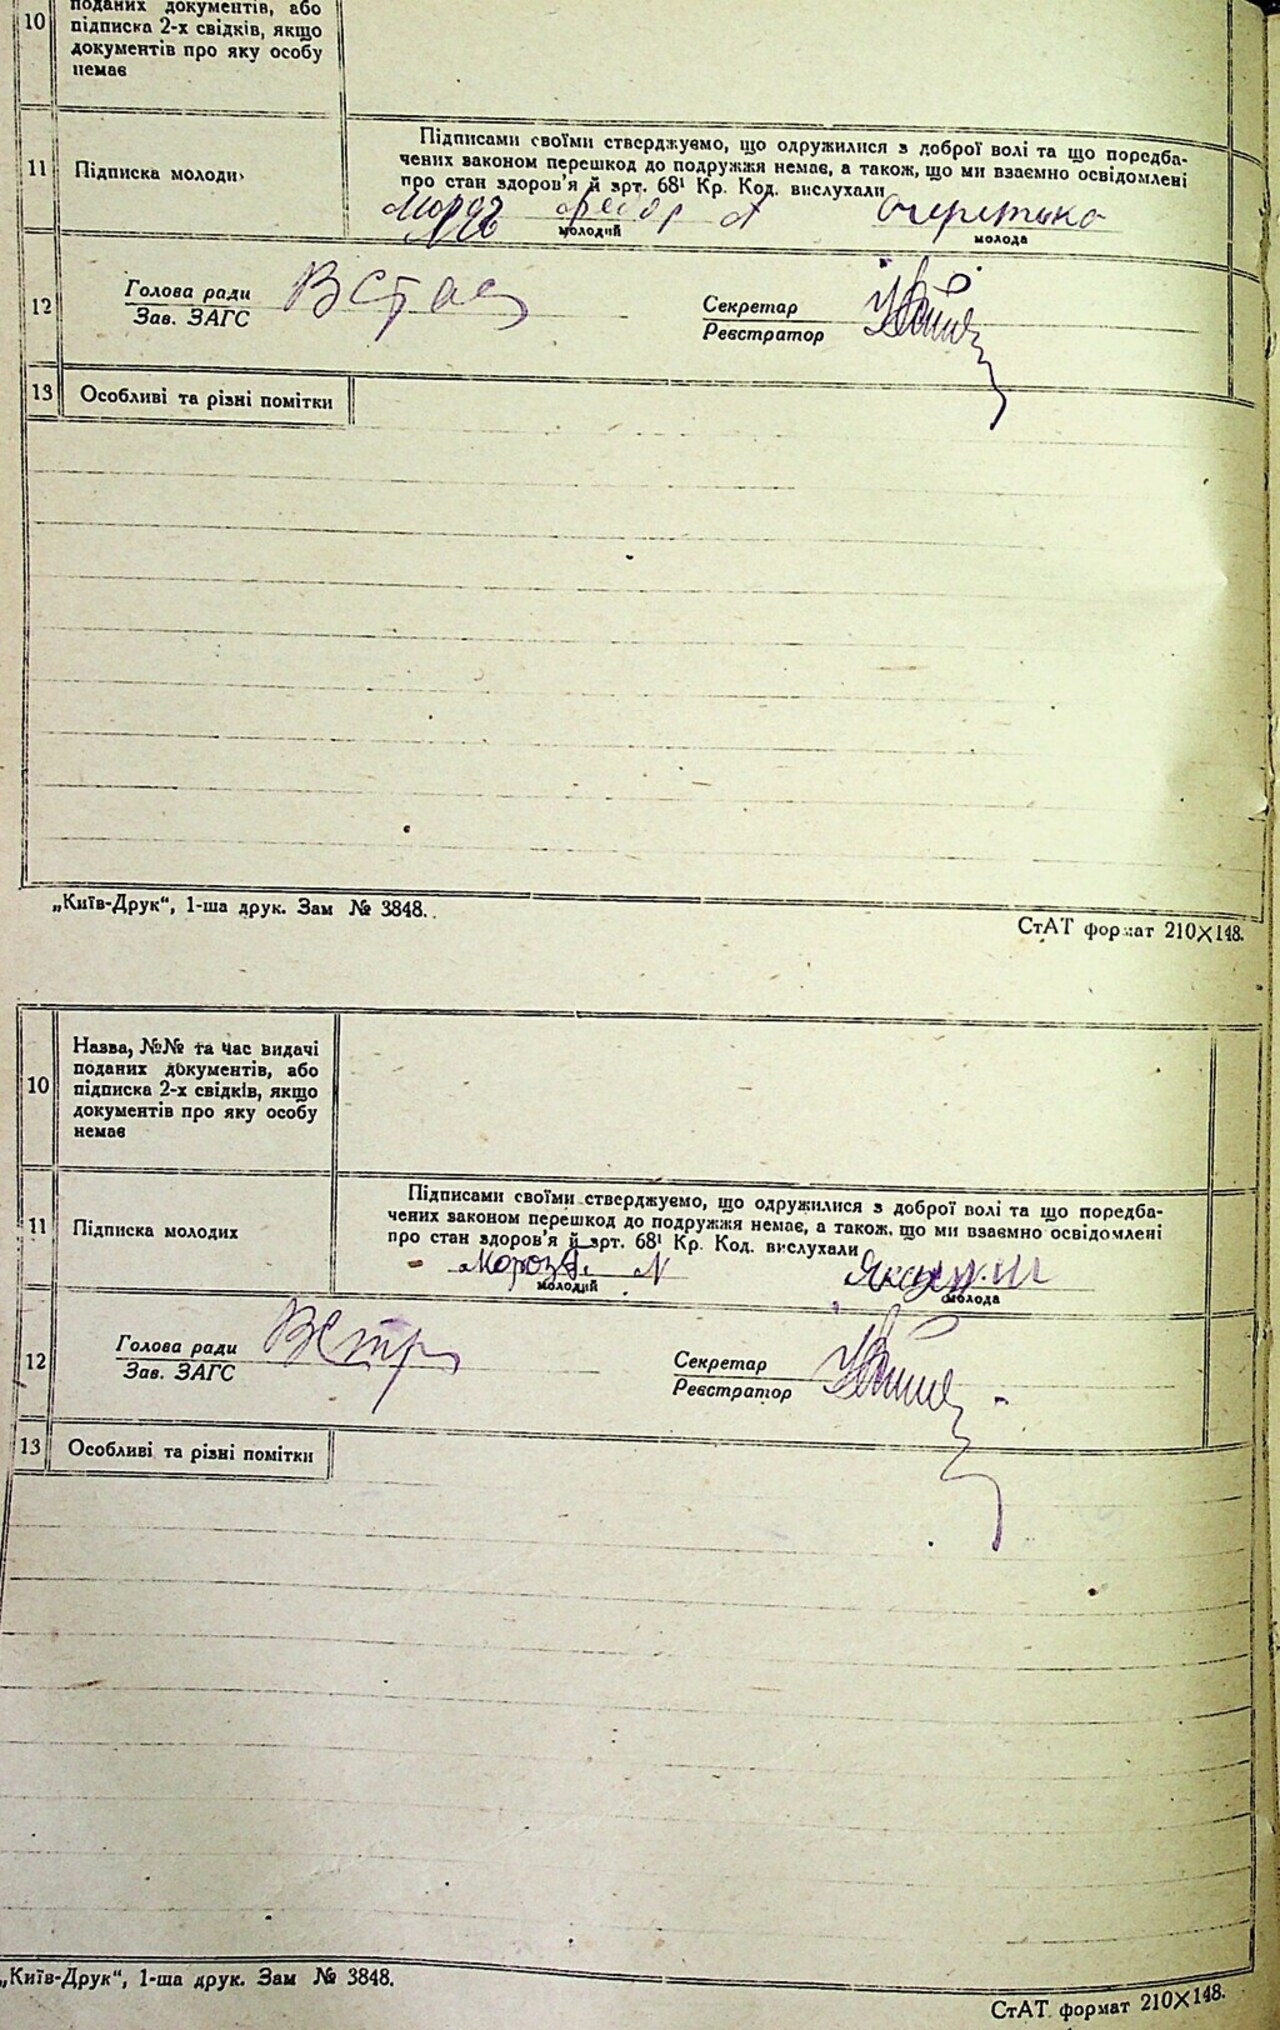 10
поданих документів, або
підписка 2-х свідків, якщо
документів про яку особу
немає
11
Підписка молоди
Підписами своїми стверджуємо, що одружилися з доброї волі та що передба-
чених законом перешкод до подружжя немає, а також, що ми взаємно освідомлені
про стан здоров'я й арт. 68¹ Кр. Код. вислухали
Федор
молодий
молода
12
Голова ради
Зав. ЗАГС
Секретар
Реєстратор
13
Особливі та різні помітки
„Київ-Друк“, 1-ша друк. Зам № 3848.
СтАТ формат 210×148.
10
Назва, №№ та час видачі
поданих документів, або
підписка 2-х свідків, якщо
документів про яку особу
немає
11
Підписка молодих
Підписами своїми стверджуємо, що одружилися з доброї волі та що поредба-
чених законом перешкод до подружжя немає, а також, що ми взаємно освідомлені
про стан здоров'я й арт. 68¹ Кр. Код. вислухали
молодий
молода
12
Голова ради
Зав. ЗАГС
Секретар
Реєстратор
13
Особливі та різні помітки
„Київ-Друк“, 1-ша друк. Зам № 3848.
СтАТ формат 210×148.